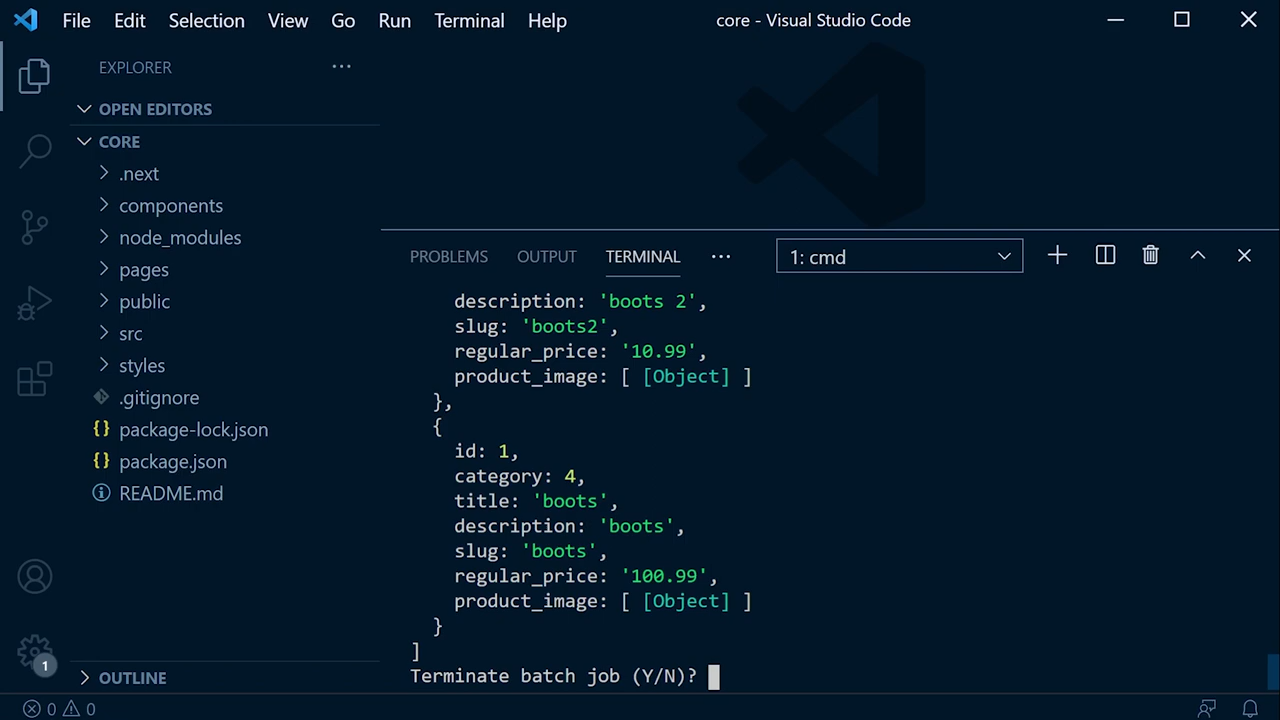 File Edit Selection View Go Run Terminal Help core - Visual Studio Code
EXPLORER
OPEN EDITORS
CORE
.next
components
node_modules
pages
public
src
styles
.gitignore
{} package-lock.json
{} package.json
README.md
OUTLINE
PROBLEMS OUTPUT TERMINAL ··· 1: cmd
description: 'boots 2',
slug: 'boots2',
regular_price: '10.99',
product_image: [ [Object] ]
},
{
id: 1,
category: 4,
title: 'boots',
description: 'boots',
slug: 'boots',
regular_price: '100.99',
product_image: [ [Object] ]
}
]
Terminate batch job (Y/N)?
1
0 0